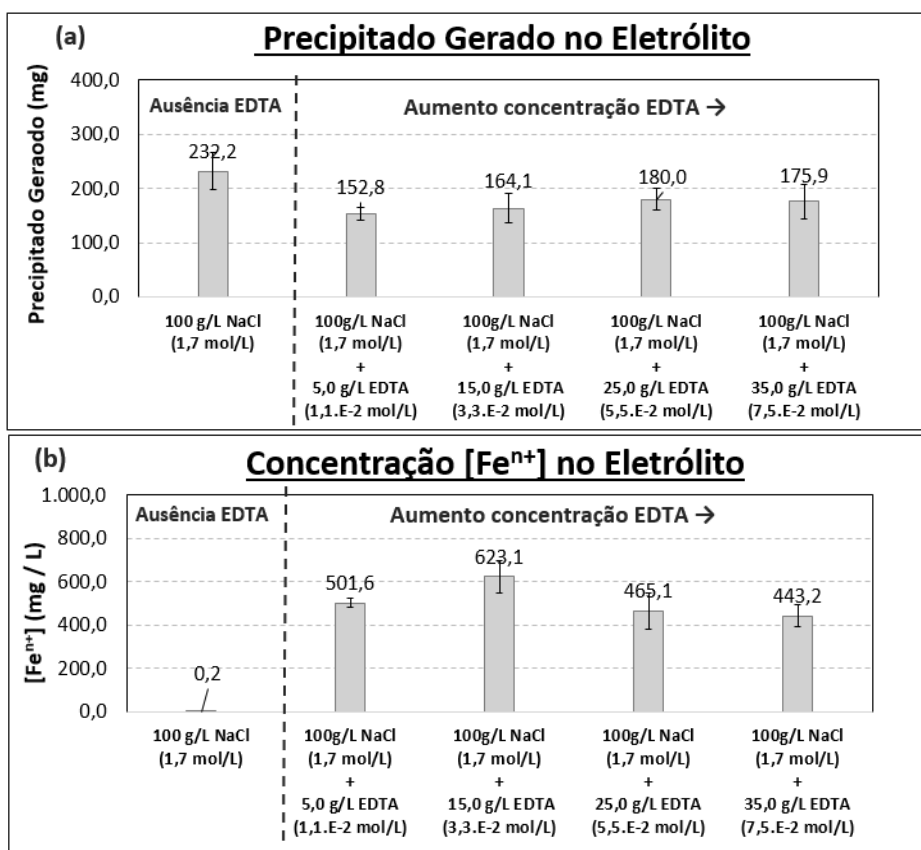 (a) Precipitado Gerado no Eletrólito
Precipitado Geraodo (mg)
400,0
300,0
200,0
100,0
0,0
Ausência EDTA
Aumento concentração EDTA →
232,2
152,8
164,1
180,0
175,9
100 g/L NaCl
(1,7 mol/L)
100g/L NaCl
(1,7 mol/L)
+
5,0 g/L EDTA
(1,1.E-2 mol/L)
100g/L NaCl
(1,7 mol/L)
+
15,0 g/L EDTA
(3,3.E-2 mol/L)
100g/L NaCl
(1,7 mol/L)
+
25,0 g/L EDTA
(5,5.E-2 mol/L)
100g/L NaCl
(1,7 mol/L)
+
35,0 g/L EDTA
(7,5.E-2 mol/L)
(b) Concentração [Feⁿ⁺] no Eletrólito
[Feⁿ⁺] (mg / L)
1.000,0
800,0
600,0
400,0
200,0
0,0
Ausência EDTA
Aumento concentração EDTA →
0,2
501,6
623,1
465,1
443,2
100 g/L NaCl
(1,7 mol/L)
100g/L NaCl
(1,7 mol/L)
+
5,0 g/L EDTA
(1,1.E-2 mol/L)
100g/L NaCl
(1,7 mol/L)
+
15,0 g/L EDTA
(3,3.E-2 mol/L)
100g/L NaCl
(1,7 mol/L)
+
25,0 g/L EDTA
(5,5.E-2 mol/L)
100g/L NaCl
(1,7 mol/L)
+
35,0 g/L EDTA
(7,5.E-2 mol/L)